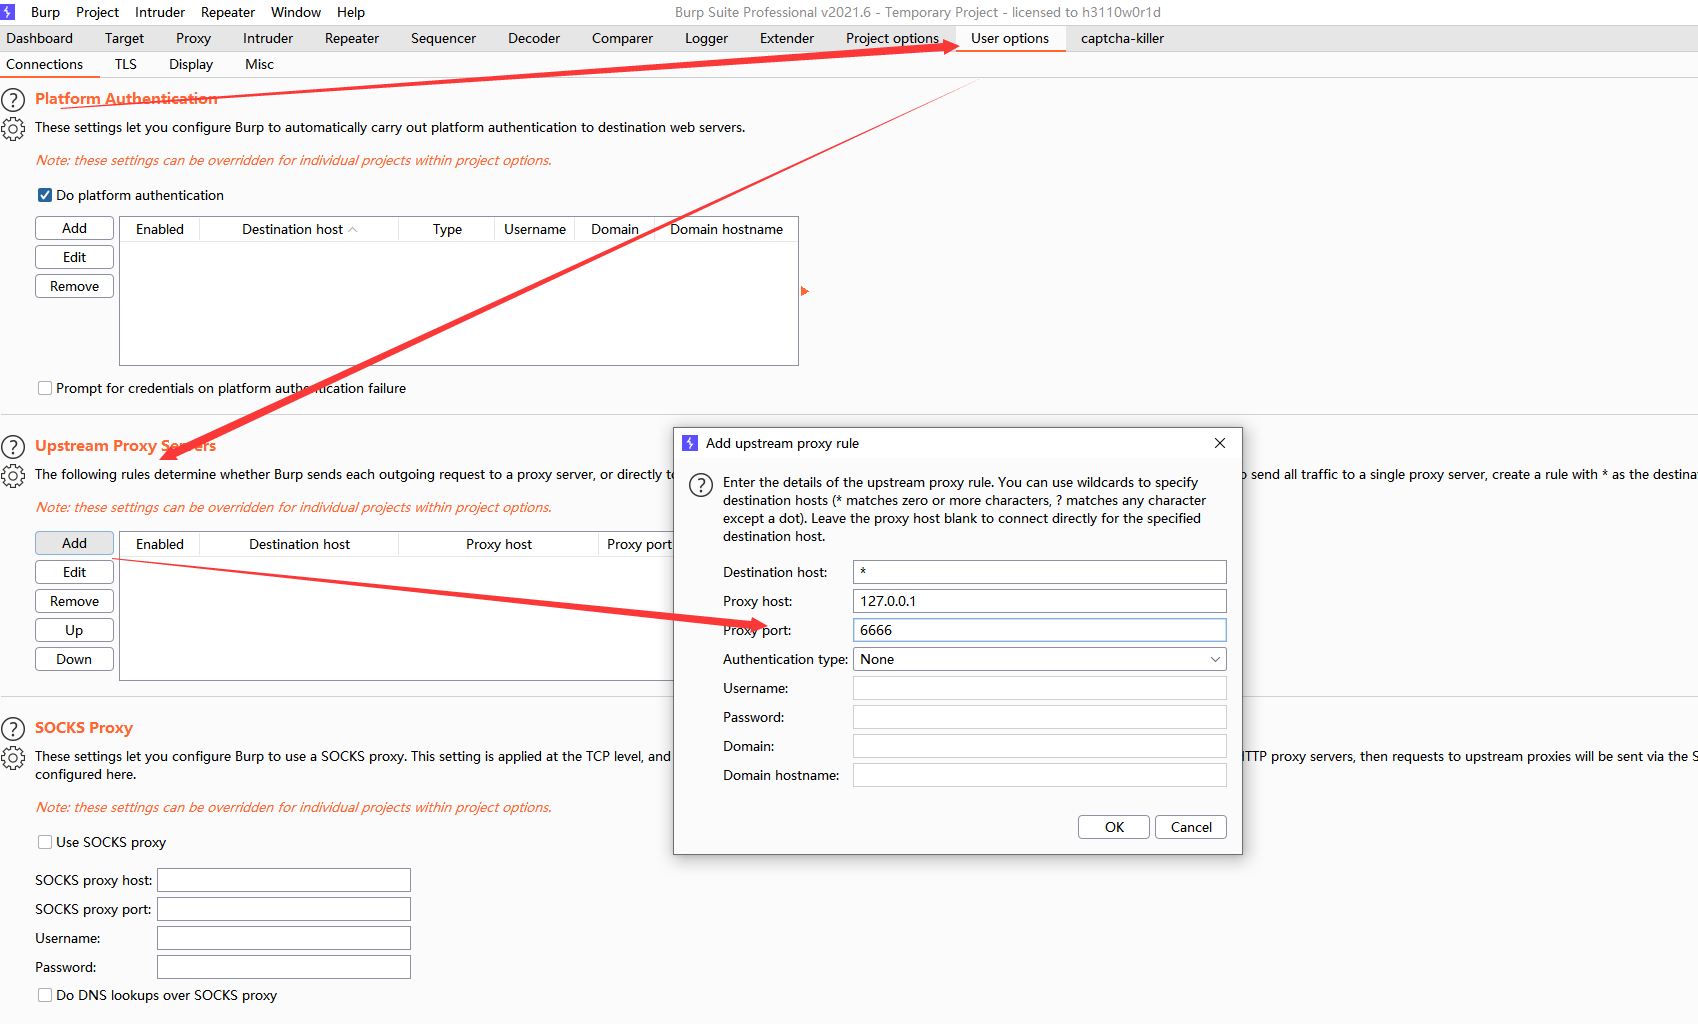 Burp Project Intruder Repeater Window Help
Burp Suite Professional v2021.6 - Temporary Project - licensed to h3110w0r1d
Dashboard Target Proxy Intruder Repeater Sequencer Decoder Comparer Logger Extender Project options User options captcha-killer
Connections TLS Display Misc
Platform Authentication
These settings let you configure Burp to automatically carry out platform authentication to destination web servers.
Note: these settings can be overridden for individual projects within project options.
Do platform authentication
Add
Edit
Remove
Enabled Destination host Type Username Domain Domain hostname
Prompt for credentials on platform authentication failure
Upstream Proxy Servers
The following rules determine whether Burp sends each outgoing request to a proxy server, or directly to
send all traffic to a single proxy server, create a rule with * as the destina
Note: these settings can be overridden for individual projects within project options.
Add
Edit
Remove
Up
Down
Enabled Destination host Proxy host Proxy port
Add upstream proxy rule
Enter the details of the upstream proxy rule. You can use wildcards to specify
destination hosts (* matches zero or more characters, ? matches any character
except a dot). Leave the proxy host blank to connect directly for the specified
destination host.
Destination host: *
Proxy host: 127.0.0.1
Proxy port: 6666
Authentication type: None
Username:
Password:
Domain:
Domain hostname:
OK Cancel
SOCKS Proxy
These settings let you configure Burp to use a SOCKS proxy. This setting is applied at the TCP level, and
HTTP proxy servers, then requests to upstream proxies will be sent via the S
configured here.
Note: these settings can be overridden for individual projects within project options.
Use SOCKS proxy
SOCKS proxy host:
SOCKS proxy port:
Username:
Password:
Do DNS lookups over SOCKS proxy